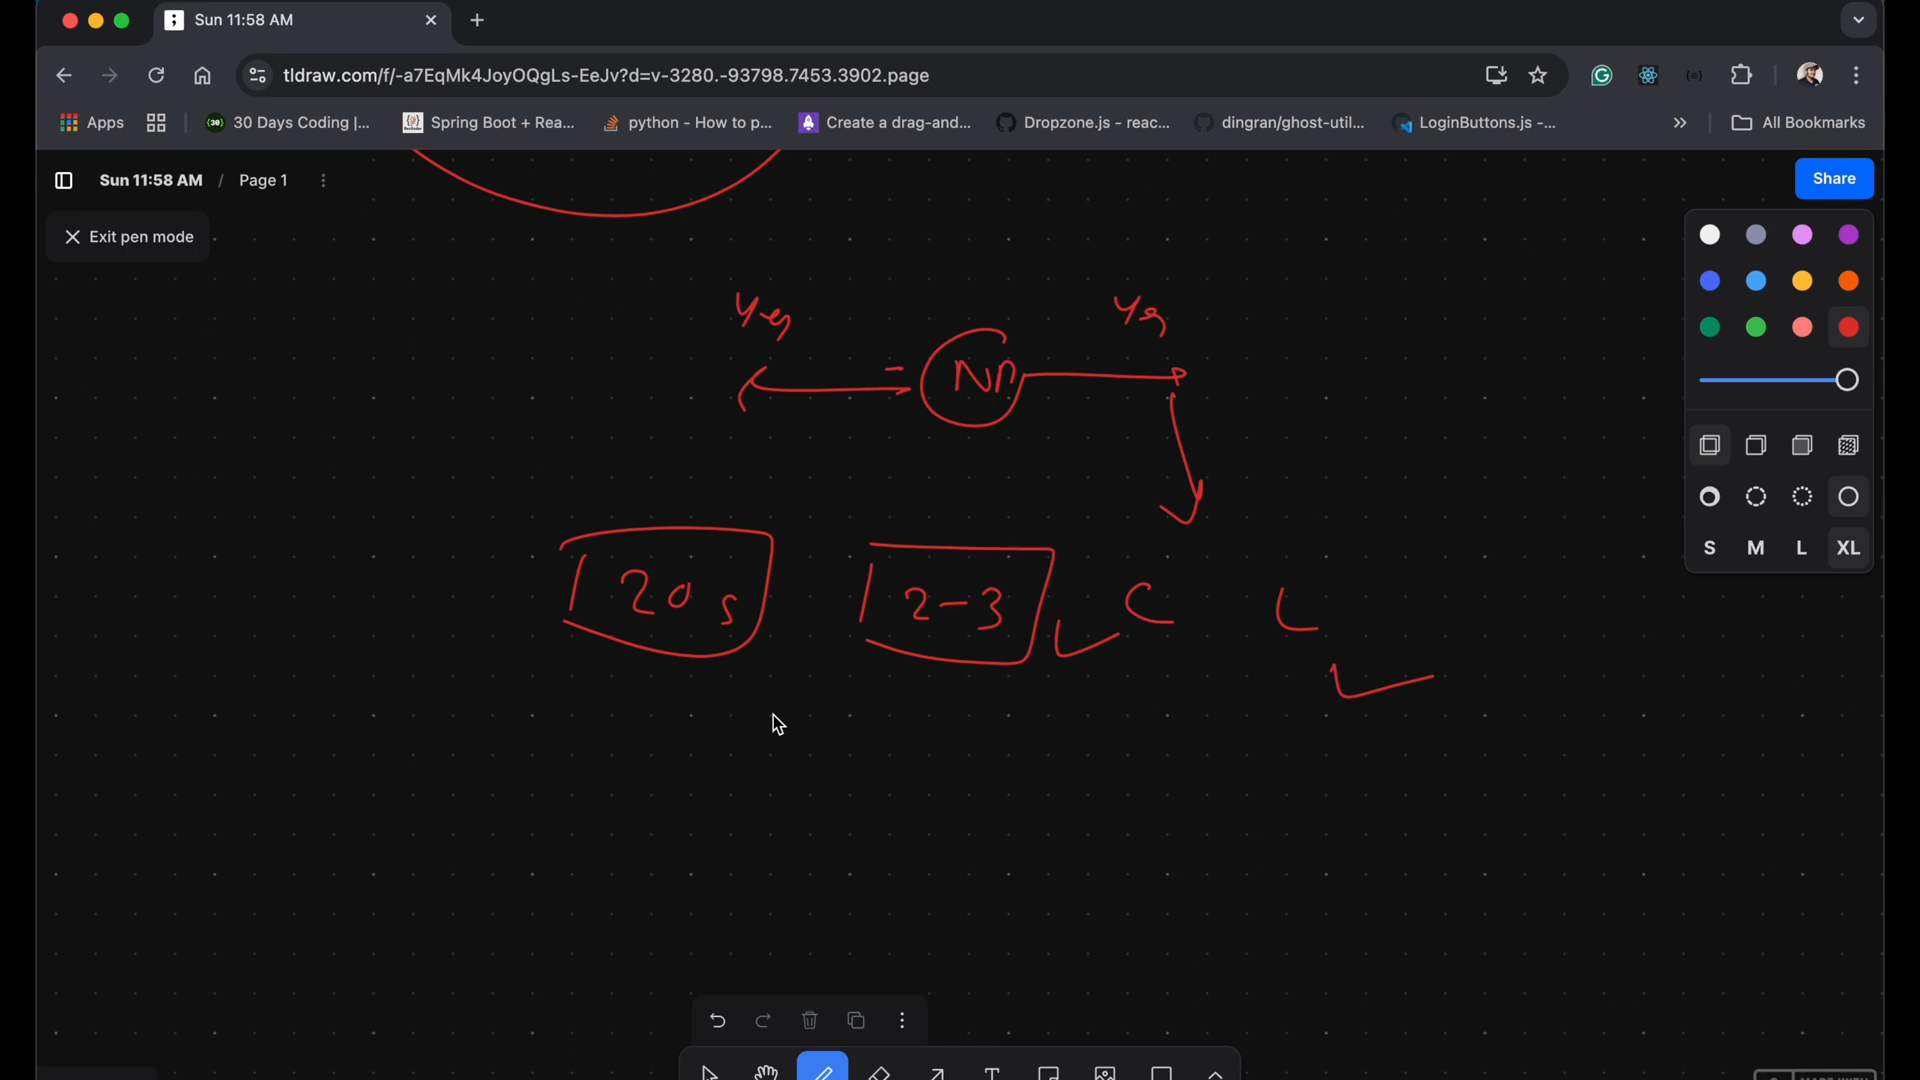 Sun 11:58 AM
tldraw.com/f/-a7EqMk4JoyOQgLs-EeJv?d=v-3280.-93798.7453.3902.page
Apps
30 Days Coding |...
Spring Boot + Rea...
python - How to p...
Create a drag-and...
Dropzone.js - reac...
dingran/ghost-util...
LoginButtons.js -...
All Bookmarks
Sun 11:58 AM / Page 1
Share
Exit pen mode
Yes
Yes
20s
2-3
C
S M L XL